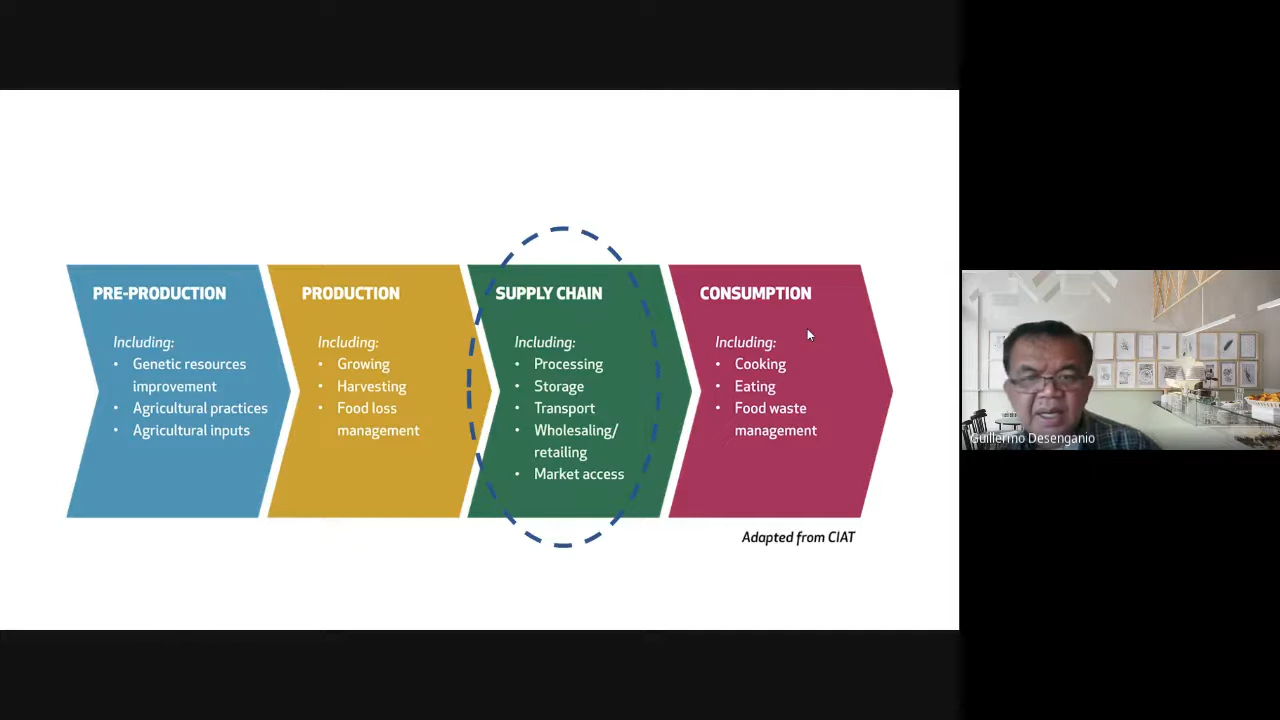 PRE-PRODUCTION
Including:
• Genetic resources
improvement
• Agricultural practices
• Agricultural inputs
PRODUCTION
Including:
• Growing
• Harvesting
• Food loss
management
SUPPLY CHAIN
Including:
• Processing
• Storage
• Transport
• Wholesaling/
retailing
• Market access
CONSUMPTION
Including:
• Cooking
• Eating
• Food waste
management
Adapted from CIAT
Guillermo Desenganio